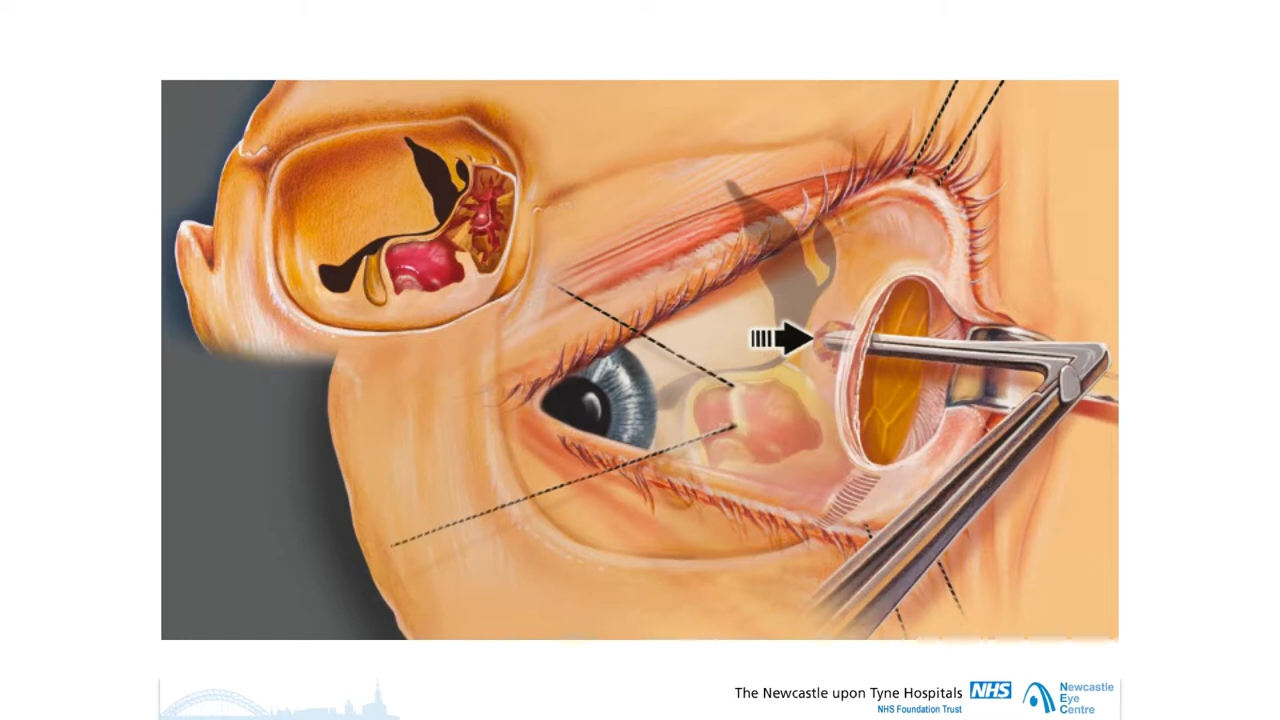 The Newcastle upon Tyne Hospitals NHS
NHS Foundation Trust
Newcastle
Eye
Centre